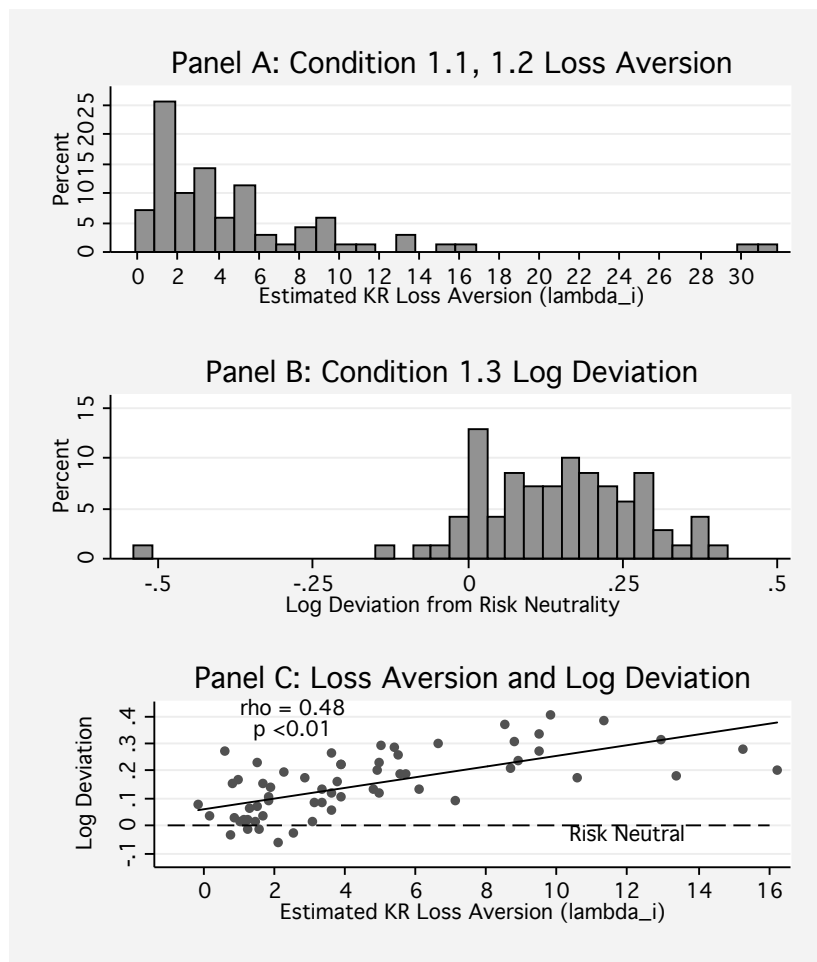 Panel A: Condition 1.1, 1.2 Loss Aversion
Percent
0 5 10 15 20 25
0 2 4 6 8 10 12 14 16 18 20 22 24 26 28 30
Estimated KR Loss Aversion (lambda_i)
Panel B: Condition 1.3 Log Deviation
Percent
0 5 10 15
-.5 -.25 0 .25 .5
Log Deviation from Risk Neutrality
Panel C: Loss Aversion and Log Deviation
rho = 0.48
p <0.01
Log Deviation
-.1 0 .1 .2 .3 .4
Risk Neutral
0 2 4 6 8 10 12 14 16
Estimated KR Loss Aversion (lambda_i)